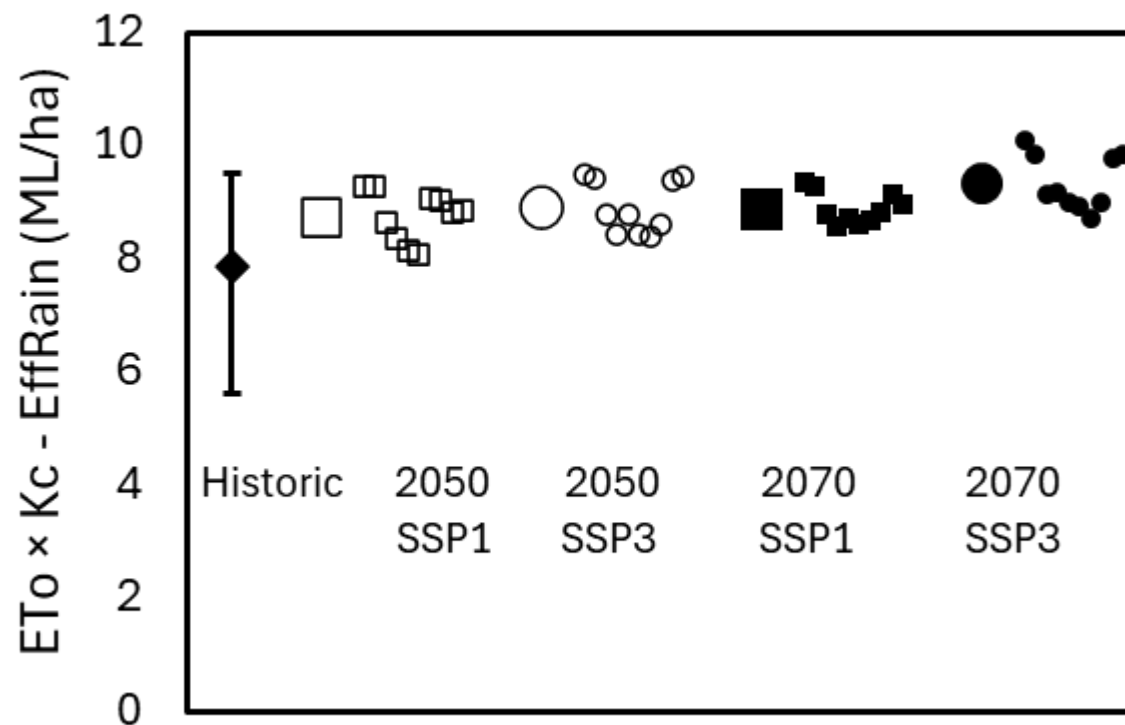 12
10
8
6
4
2
0
ETo × Kc - EffRain (ML/ha)
Historic
2050
SSP1
2050
SSP3
2070
SSP1
2070
SSP3